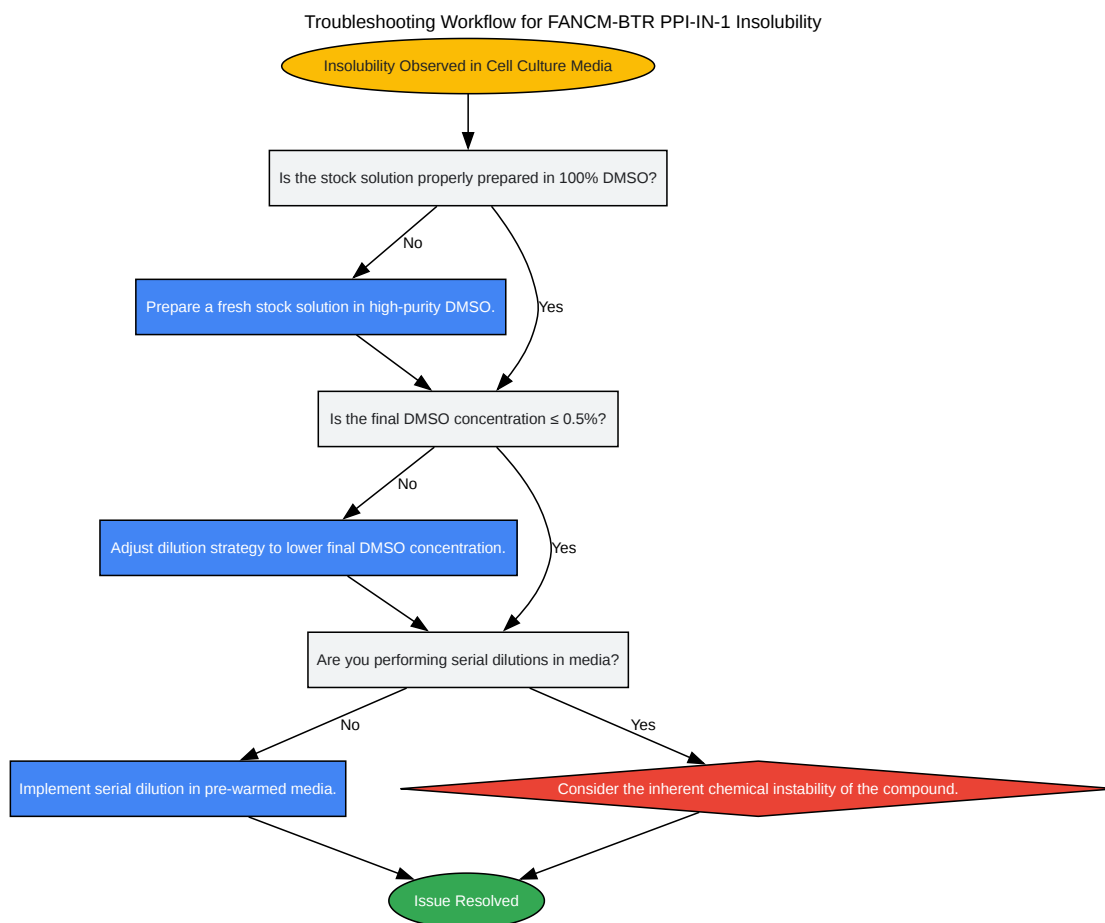 Troubleshooting Workflow for FANCM-BTR PPI-IN-1 Insolubility
Insolubility Observed in Cell Culture Media
Is the stock solution properly prepared in 100% DMSO?
No
Prepare a fresh stock solution in high-purity DMSO.
Yes
Is the final DMSO concentration ≤ 0.5%?
No
Adjust dilution strategy to lower final DMSO concentration.
Yes
Are you performing serial dilutions in media?
No
Yes
Implement serial dilution in pre-warmed media.
Consider the inherent chemical instability of the compound.
Issue Resolved